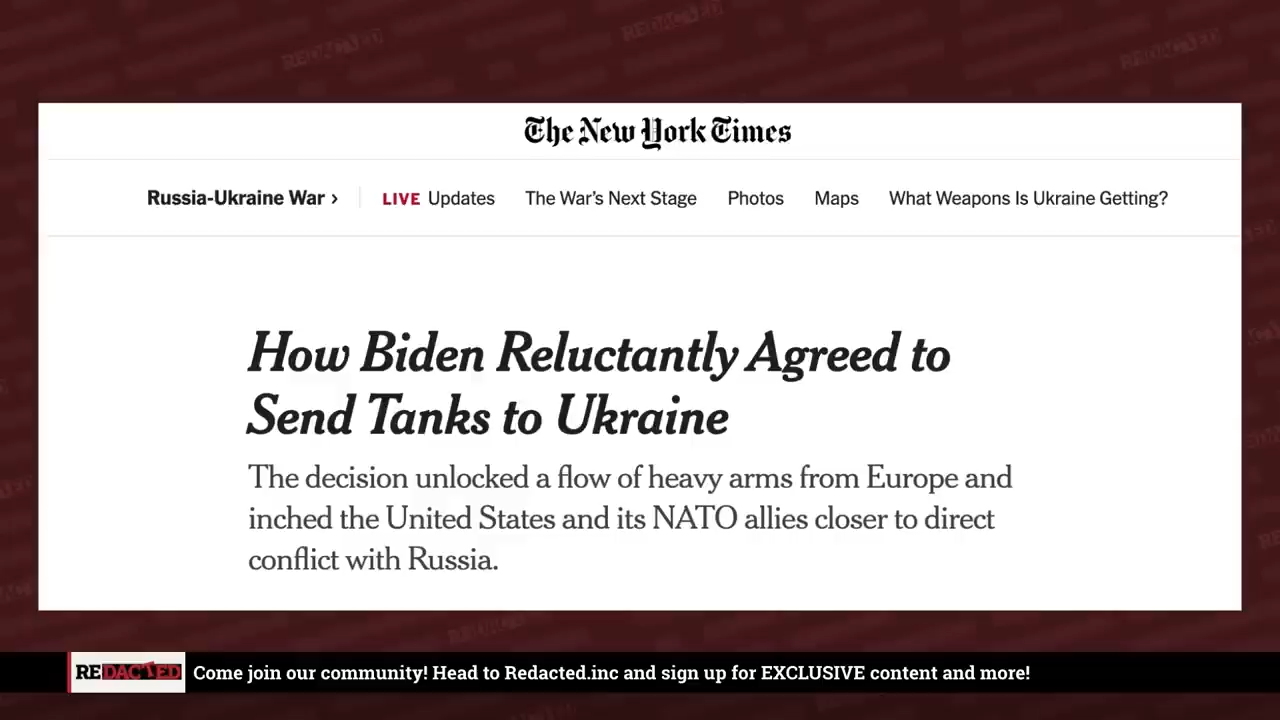 REDACTED
REDACTED
REDACTED
The New York Times
Russia-Ukraine War › LIVE Updates The War's Next Stage Photos Maps What Weapons Is Ukraine Getting?
How Biden Reluctantly Agreed to
Send Tanks to Ukraine
The decision unlocked a flow of heavy arms from Europe and
inched the United States and its NATO allies closer to direct
conflict with Russia.
REDACTED Come join our community! Head to Redacted.inc and sign up for EXCLUSIVE content and more!